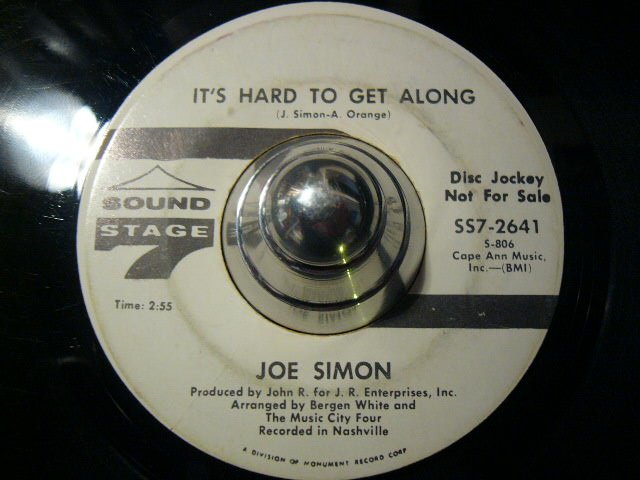 IT'S HARD TO GET ALONG
(J. Simon-A. Orange)
Disc Jockey
Not For Sale
SS7-2641
S-806
Cape Ann Music,
Inc.—(BMI)
SOUND
STAGE
7
Time: 2:55
JOE SIMON
Produced by John R. for J. R. Enterprises, Inc.
Arranged by Bergen White and
The Music City Four
Recorded in Nashville
A DIVISION OF MONUMENT RECORD CORP